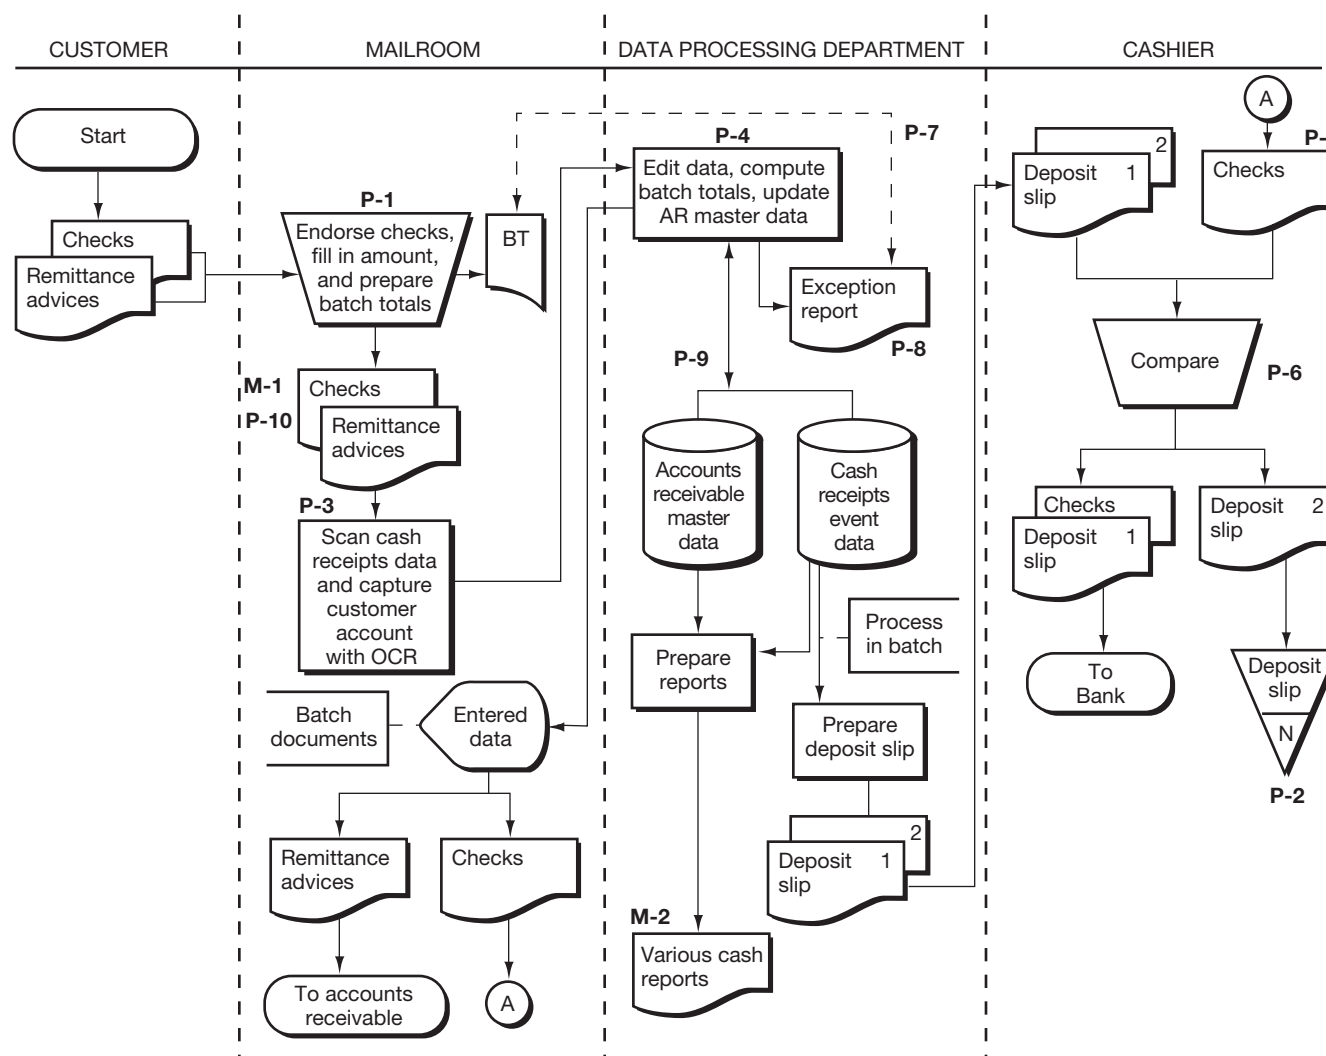 CUSTOMER
MAILROOM
DATA PROCESSING DEPARTMENT
CASHIER
Start
Checks
Remittance
advices
P-1
Endorse checks,
fill in amount,
and prepare
batch totals
BT
M-1
Checks
P-10
Remittance
advices
P-3
Scan cash
receipts data
and capture
customer
account
with OCR
Batch
documents
Entered
data
Remittance
advices
Checks
To accounts
receivable
A
P-4
P-7
Edit data, compute
batch totals, update
AR master data
Exception
report
P-8
P-9
Accounts
receivable
master
data
Cash
receipts
event
data
Process
in batch
Prepare
reports
Prepare
deposit slip
2
Deposit 1
slip
M-2
Various cash
reports
A
P-
2
Deposit 1
slip
Checks
Compare
P-6
Checks
Deposit 1
slip
Deposit 2
slip
To
Bank
Deposit
slip
N
P-2